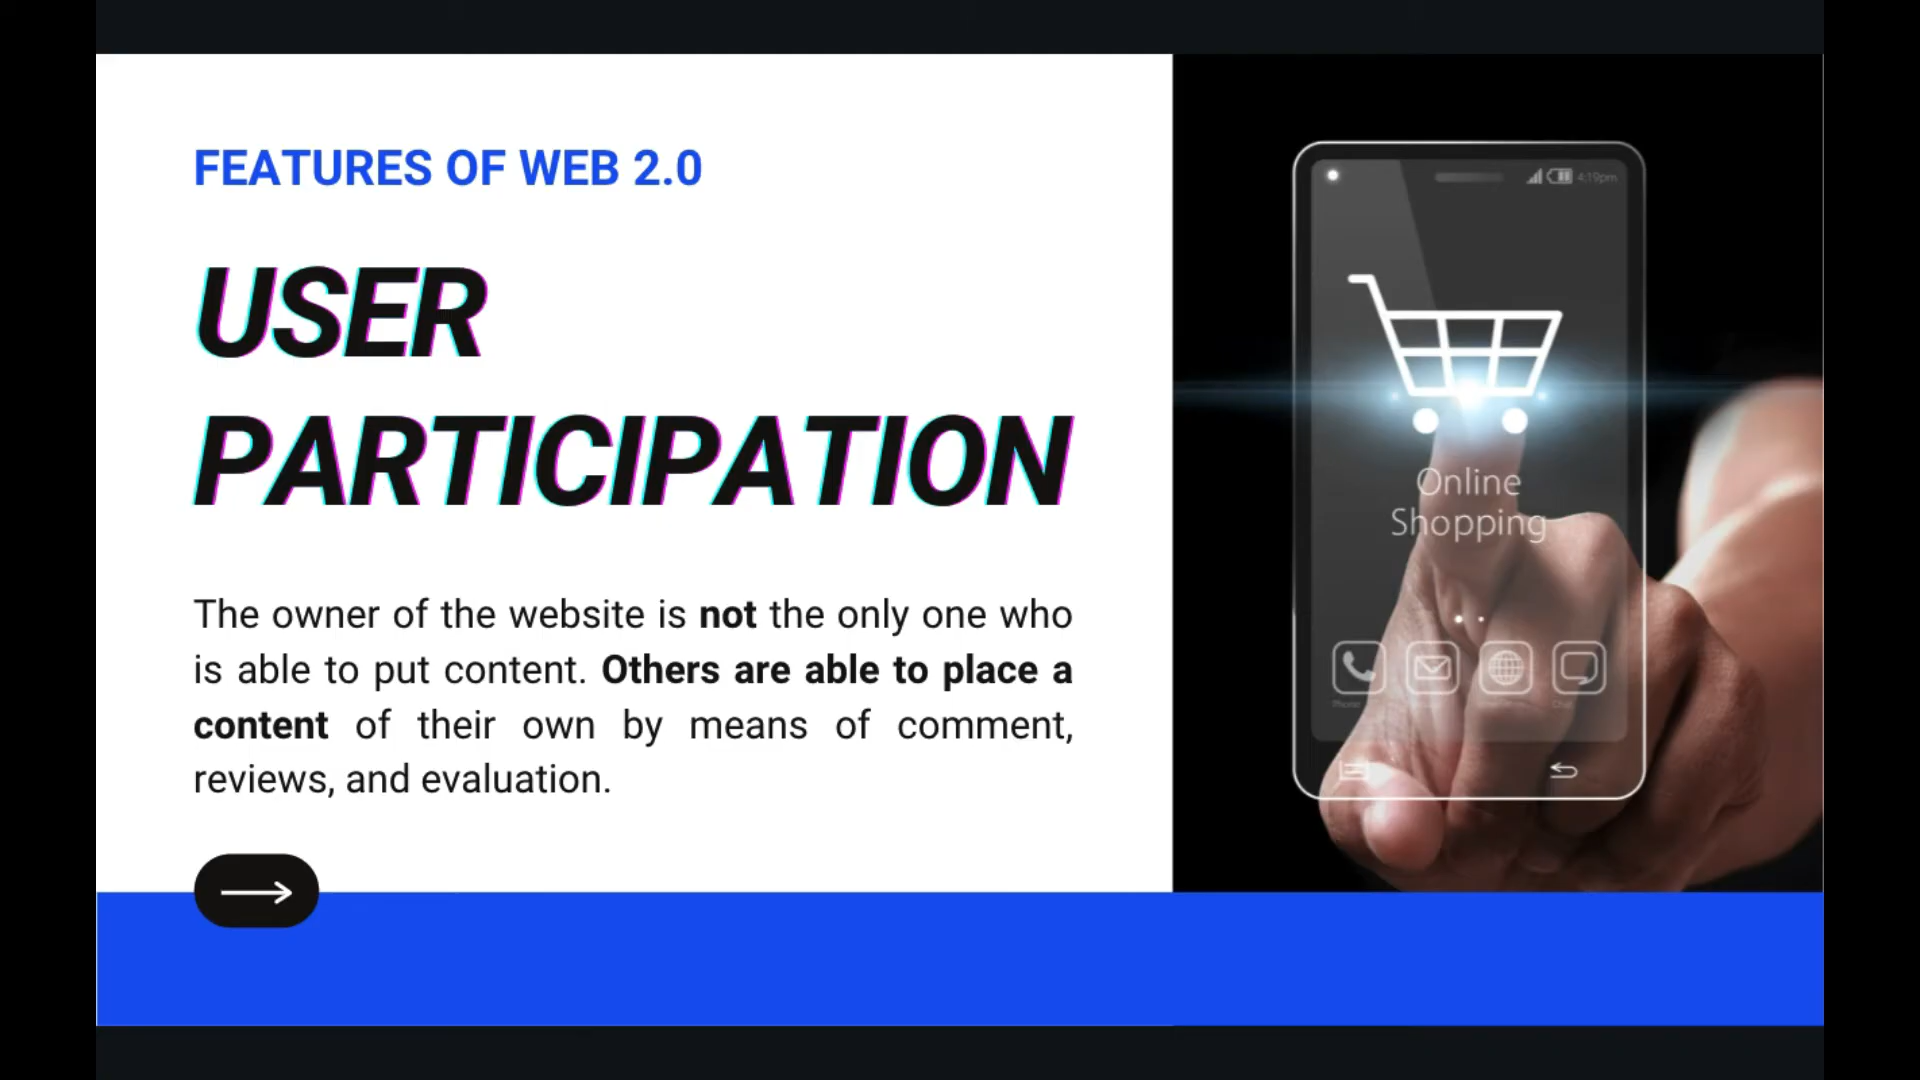 FEATURES OF WEB 2.0
USER
PARTICIPATION
The owner of the website is not the only one who
is able to put content. Others are able to place a
content of their own by means of comment,
reviews, and evaluation.
4:19pm
Online
Shopping